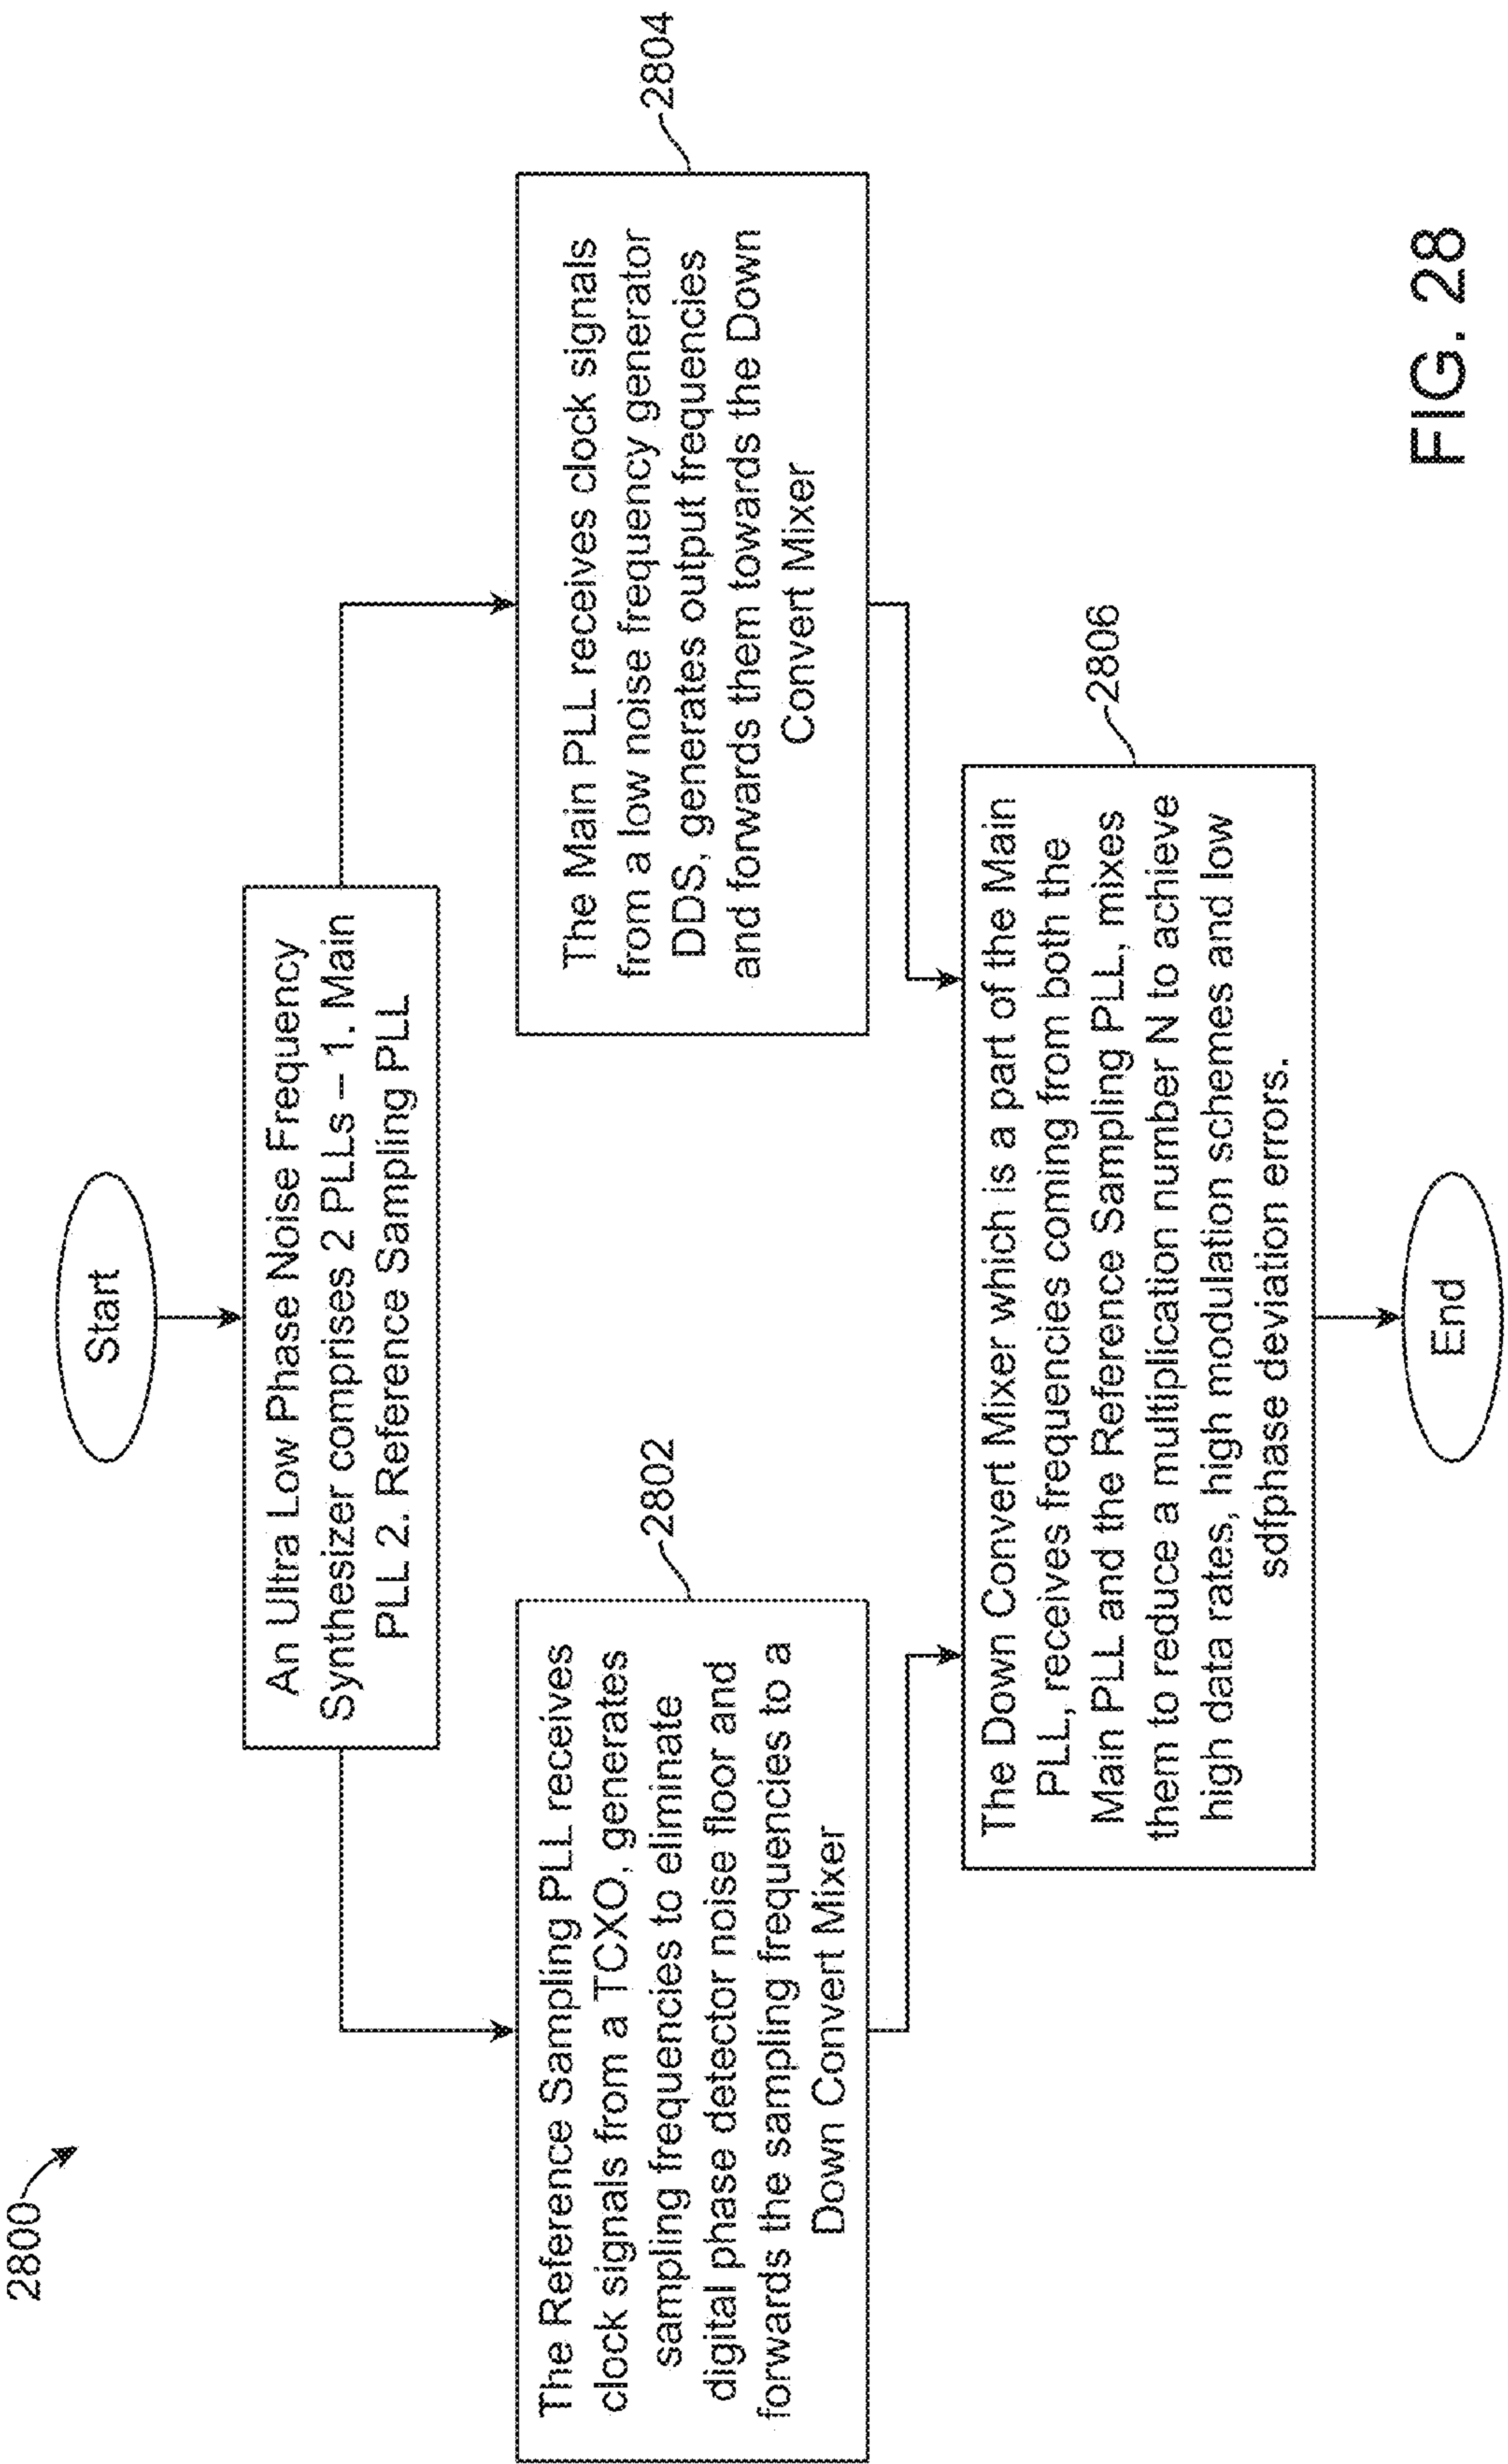 2800
Start
An Ultra Low Phase Noise Frequency
Synthesizer comprises 2 PLLs – 1. Main
PLL 2. Reference Sampling PLL
2802
The Reference Sampling PLL receives
clock signals from a TCXO, generates
sampling frequencies to eliminate
digital phase detector noise floor and
forwards the sampling frequencies to a
Down Convert Mixer
2804
The Main PLL receives clock signals
from a low noise frequency generator
DDS, generates output frequencies
and forwards them towards the Down
Convert Mixer
2806
The Down Convert Mixer which is a part of the Main
PLL, receives frequencies coming from both the
Main PLL and the Reference Sampling PLL, mixes
them to reduce a multiplication number N to achieve
high data rates, high modulation schemes and low
sdfphase deviation errors.
End
FIG. 28